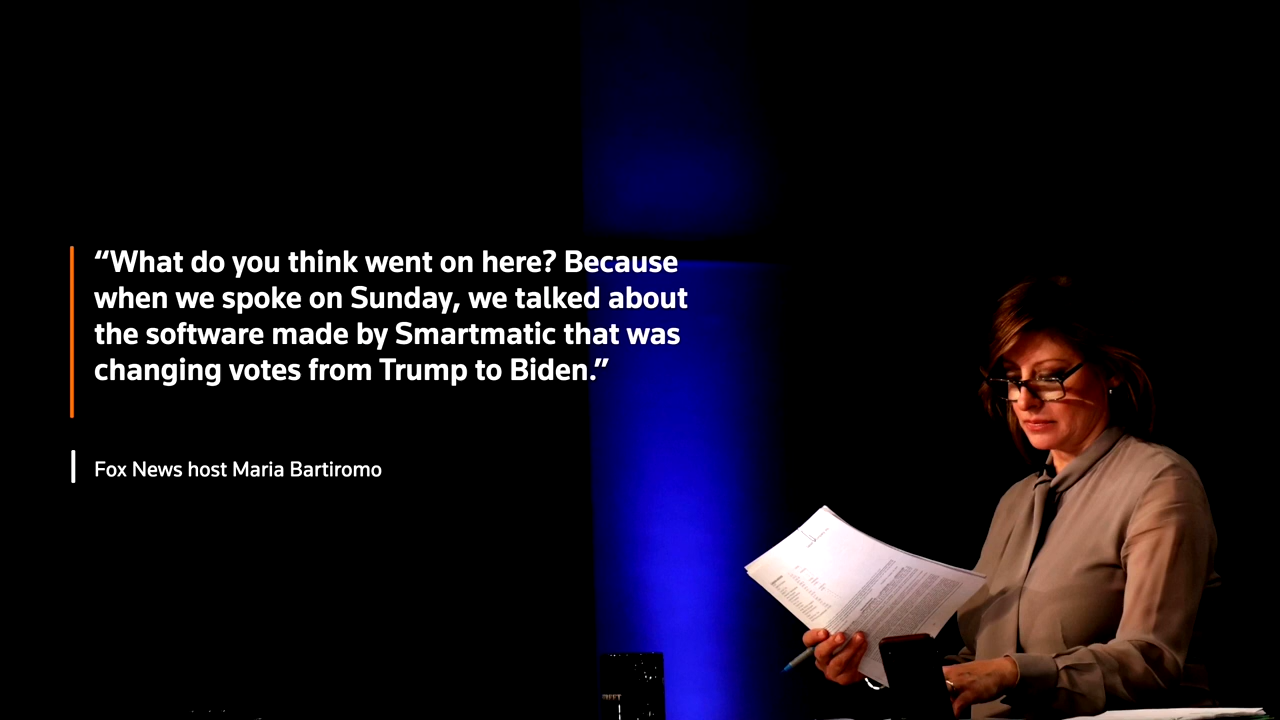 “What do you think went on here? Because
when we spoke on Sunday, we talked about
the software made by Smartmatic that was
changing votes from Trump to Biden.”
Fox News host Maria Bartiromo